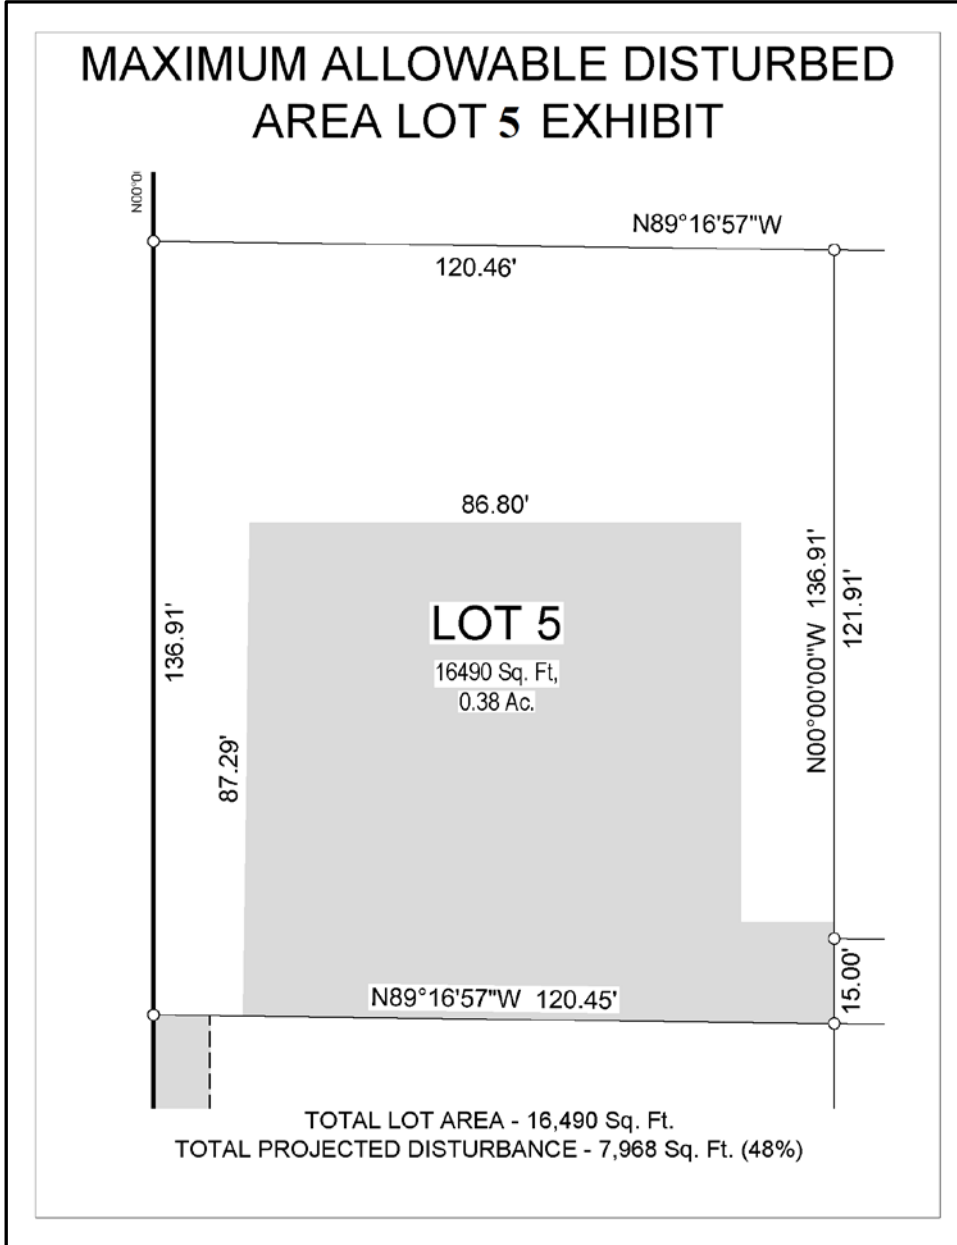 MAXIMUM ALLOWABLE DISTURBED
AREA LOT 5 EXHIBIT
N89°16'57"W
120.46'
86.80'
LOT 5
16490 Sq. Ft,
0.38 Ac.
136.91'
87.29'
N00°00'00"W 136.91'
121.91'
15.00'
N89°16'57"W 120.45'
TOTAL LOT AREA - 16,490 Sq. Ft.
TOTAL PROJECTED DISTURBANCE - 7,968 Sq. Ft. (48%)